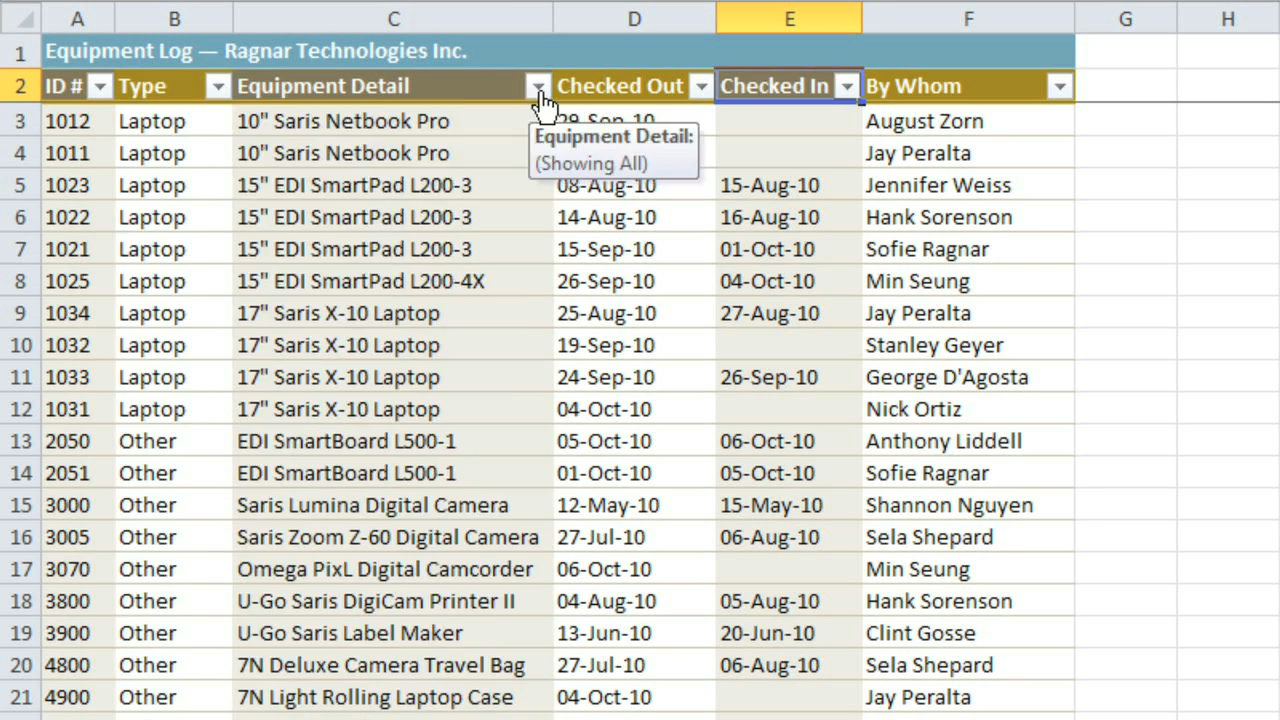 A B C D E F G H
1 Equipment Log — Ragnar Technologies Inc.
2 ID # Type Equipment Detail Checked Out Checked In By Whom
3 1012 Laptop 10" Saris Netbook Pro 29-Sep-10 August Zorn
Equipment Detail:
4 1011 Laptop 10" Saris Netbook Pro Jay Peralta
(Showing All)
5 1023 Laptop 15" EDI SmartPad L200-3 08-Aug-10 15-Aug-10 Jennifer Weiss
6 1022 Laptop 15" EDI SmartPad L200-3 14-Aug-10 16-Aug-10 Hank Sorenson
7 1021 Laptop 15" EDI SmartPad L200-3 15-Sep-10 01-Oct-10 Sofie Ragnar
8 1025 Laptop 15" EDI SmartPad L200-4X 26-Sep-10 04-Oct-10 Min Seung
9 1034 Laptop 17" Saris X-10 Laptop 25-Aug-10 27-Aug-10 Jay Peralta
10 1032 Laptop 17" Saris X-10 Laptop 19-Sep-10 Stanley Geyer
11 1033 Laptop 17" Saris X-10 Laptop 24-Sep-10 26-Sep-10 George D'Agosta
12 1031 Laptop 17" Saris X-10 Laptop 04-Oct-10 Nick Ortiz
13 2050 Other EDI SmartBoard L500-1 05-Oct-10 06-Oct-10 Anthony Liddell
14 2051 Other EDI SmartBoard L500-1 01-Oct-10 05-Oct-10 Sofie Ragnar
15 3000 Other Saris Lumina Digital Camera 12-May-10 15-May-10 Shannon Nguyen
16 3005 Other Saris Zoom Z-60 Digital Camera 27-Jul-10 06-Aug-10 Sela Shepard
17 3070 Other Omega PixL Digital Camcorder 06-Oct-10 Min Seung
18 3800 Other U-Go Saris DigiCam Printer II 04-Aug-10 05-Aug-10 Hank Sorenson
19 3900 Other U-Go Saris Label Maker 13-Jun-10 20-Jun-10 Clint Gosse
20 4800 Other 7N Deluxe Camera Travel Bag 27-Jul-10 06-Aug-10 Sela Shepard
21 4900 Other 7N Light Rolling Laptop Case 04-Oct-10 Jay Peralta